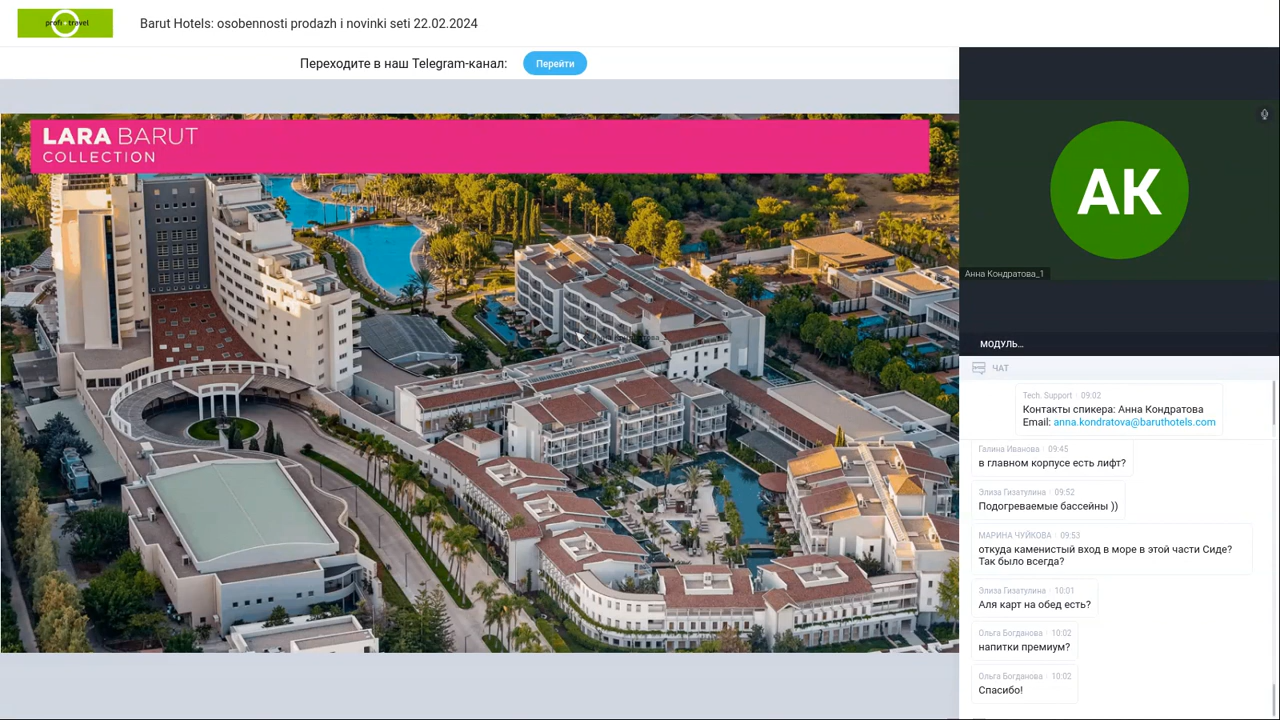 profi travel
Barut Hotels: osobennosti prodazh i novinki seti 22.02.2024
Переходите в наш Telegram-канал:
Перейти
LARA BARUT
COLLECTION
АК
Анна Кондратова_1
МОДУЛЬ...
ЧАТ
Tech. Support 09:02
Контакты спикера: Анна Кондратова
Email: anna.kondratova@baruthotels.com
Галина Иванова 09:45
в главном корпусе есть лифт?
Элиза Гизатулина 09:52
Подогреваемые бассейны ))
МАРИНА ЧУЙКОВА 09:53
откуда каменистый вход в море в этой части Сиде?
Так было всегда?
Элиза Гизатулина 10:01
Аля карт на обед есть?
Ольга Богданова 10:02
напитки премиум?
Ольга Богданова 10:02
Спасибо!